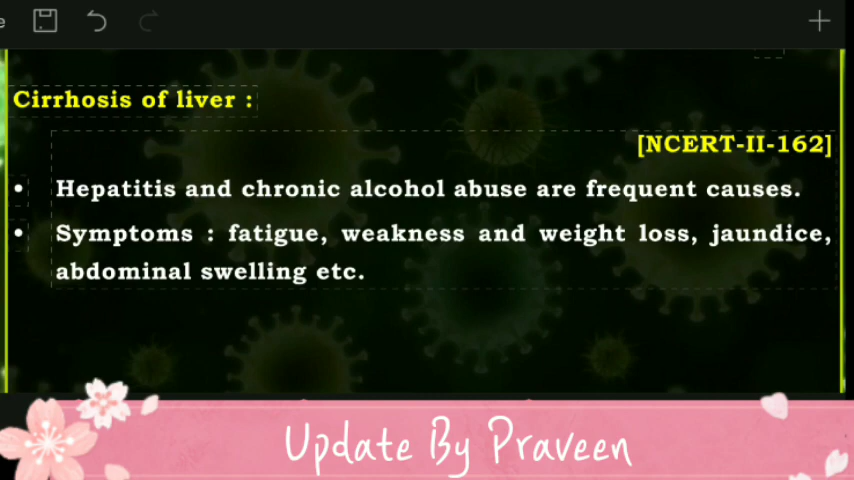 e
Cirrhosis of liver :
[NCERT-II-162]
• Hepatitis and chronic alcohol abuse are frequent causes.
• Symptoms : fatigue, weakness and weight loss, jaundice,
abdominal swelling etc.
Update By Praveen